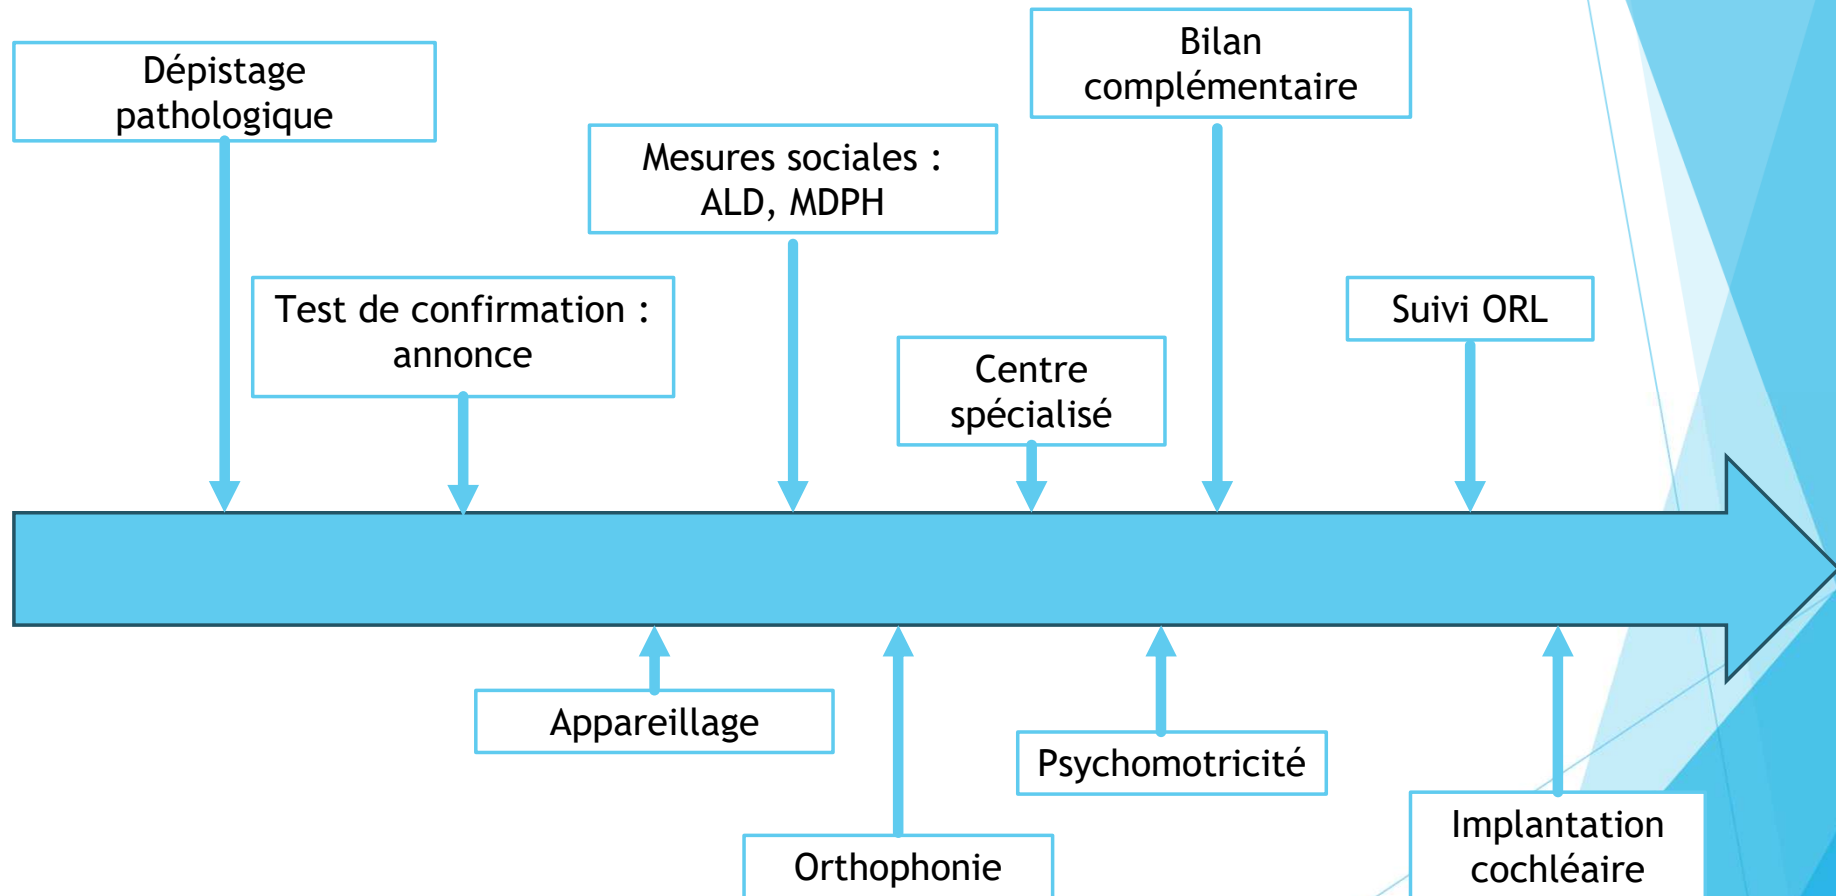 Dépistage
pathologique
Bilan
complémentaire
Mesures sociales :
ALD, MDPH
Test de confirmation :
annonce
Suivi ORL
Centre
spécialisé
Appareillage
Psychomotricité
Orthophonie
Implantation
cochléaire